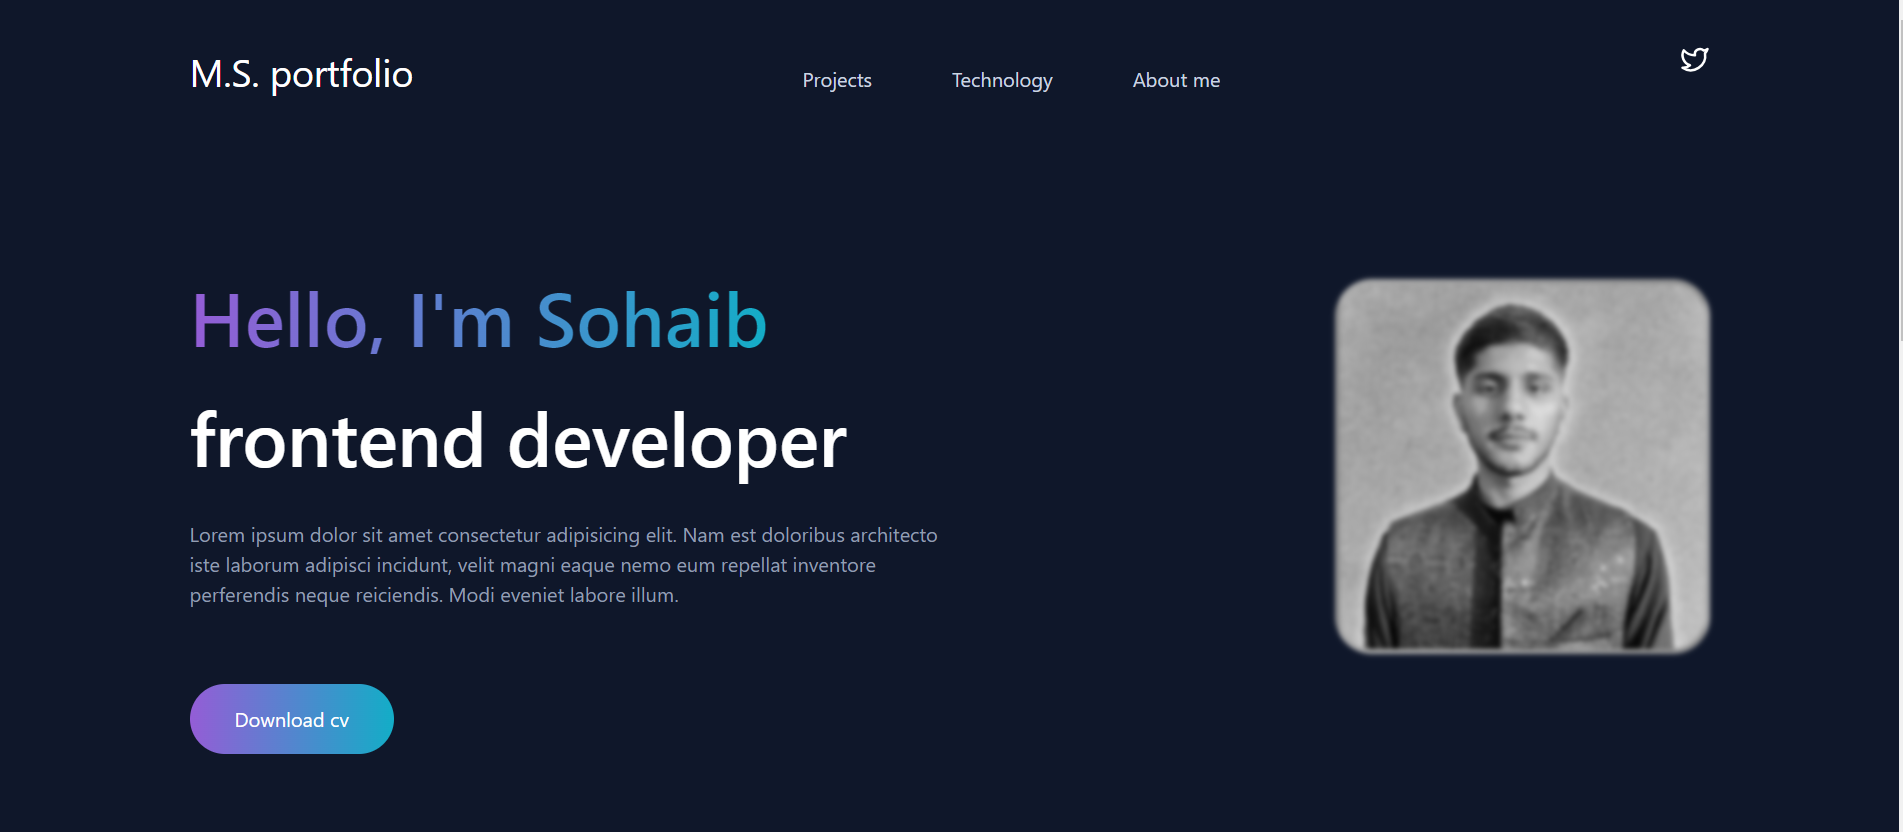 M.S. portfolio
Projects
Technology
About me
Hello, I'm Sohaib
frontend developer
Lorem ipsum dolor sit amet consectetur adipisicing elit. Nam est doloribus architecto
iste laborum adipisci incidunt, velit magni eaque nemo eum repellat inventore
perferendis neque reiciendis. Modi eveniet labore illum.
Download cv